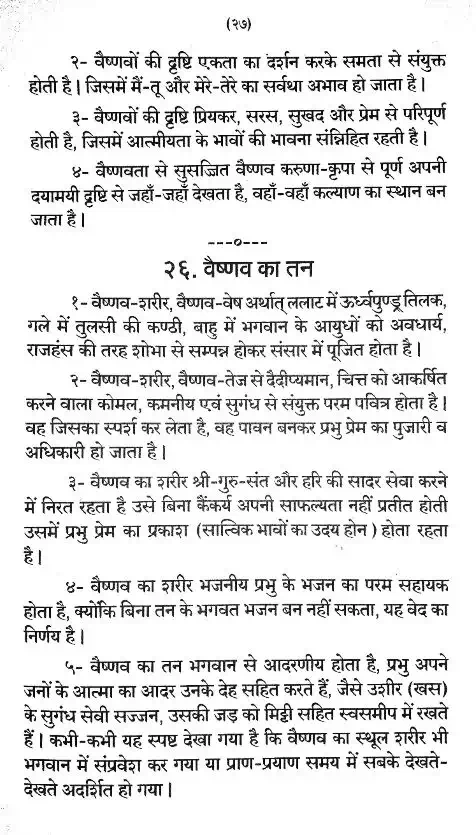 (२७)
२- वैष्णवों की दृष्टि एकता का दर्शन करके समता से संयुक्त
होती है। जिसमें मैं-तू और मेरे-तेरे का सर्वथा अभाव हो जाता है।
३- वैष्णवों की दृष्टि प्रियकर, सरस, सुखद और प्रेम से परिपूर्ण
होती है, जिसमें आत्मीयता के भावों की भावना संन्निहित रहती है।
४- वैष्णवता से सुसज्जित वैष्णव करुणा-कृपा से पूर्ण अपनी
दयामयी दृष्टि से जहाँ-जहाँ देखता है, वहाँ-वहाँ कल्याण का स्थान बन
जाता है।
---०---
२६. वैष्णव का तन
१- वैष्णव-शरीर, वैष्णव-वेष अर्थात् ललाट में ऊर्ध्वपुण्ड्र तिलक,
गले में तुलसी की कण्ठी, बाहु में भगवान के आयुधों को अवधार्य,
राजहंस की तरह शोभा से सम्पन्न होकर संसार में पूजित होता है।
२- वैष्णव-शरीर, वैष्णव-तेज से दैदीप्यमान, चित्त को आकर्षित
करने वाला कोमल, कमनीय एवं सुगंध से संयुक्त परम पवित्र होता है।
वह जिसका स्पर्श कर लेता है, वह पावन बनकर प्रभु प्रेम का पुजारी व
अधिकारी हो जाता है।
३- वैष्णव का शरीर श्री-गुरु-संत और हरि की सादर सेवा करने
में निरत रहता है उसे बिना कैंकर्य अपनी साफल्यता नहीं प्रतीत होती
उसमें प्रभु प्रेम का प्रकाश (सात्विक भावों का उदय होन ) होता रहता
है।
४- वैष्णव का शरीर भजनीय प्रभु के भजन का परम सहायक
होता है, क्योंकि बिना तन के भगवत भजन बन नहीं सकता, यह वेद का
निर्णय है।
५- वैष्णव का तन भगवान से आदरणीय होता है, प्रभु अपने
जनों के आत्मा का आदर उनके देह सहित करते हैं, जैसे उशीर (खस)
के सुगंध सेवी सज्जन, उसकी जड़ को मिट्टी सहित स्वसमीप में रखते
हैं। कभी-कभी यह स्पष्ट देखा गया है कि वैष्णव का स्थूल शरीर भी
भगवान में संप्रवेश कर गया या प्राण-प्रयाण समय में सबके देखते-
देखते अदर्शित हो गया।